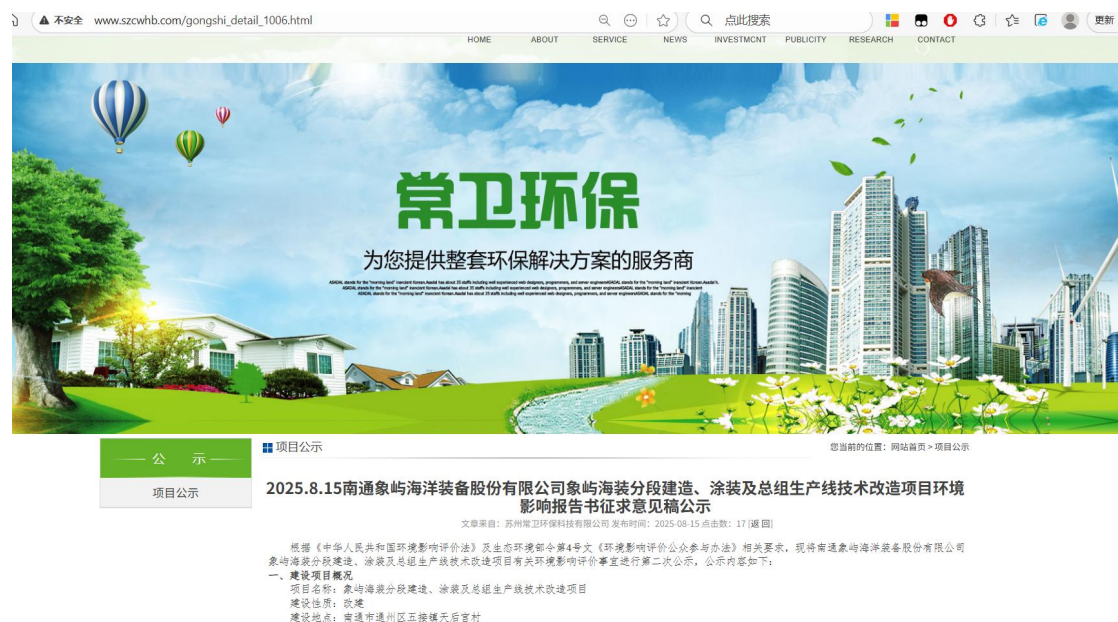 不安全 www.szcwhb.com/gongshi_detail_1006.html 点此搜索 更新
HOME ABOUT SERVICE NEWS INVESTMCNT PUBLICITY RESEARCH CONTACT
常卫环保
为您提供整套环保解决方案的服务商
公 示
项目公示
项目公示
您当前的位置：网站首页 > 项目公示
2025.8.15南通象屿海洋装备股份有限公司象屿海装分段建造、涂装及总组生产线技术改造项目环境
影响报告书征求意见稿公示
文章来自：苏州常卫环保科技有限公司 发布时间：2025-08-15 点击数：17 [返 回]
根据《中华人民共和国环境影响评价法》及生态环境部令第4号文《环境影响评价公众参与办法》相关要求，现将南通象屿海洋装备股份有限公司
象屿海装分段建造、涂装及总组生产线技术改造项目有关环境影响评价事宜进行第二次公示，公示内容如下：
一、建设项目概况
项目名称：象屿海装分段建造、涂装及总组生产线技术改造项目
建设性质：改建
建设地点：南通市通州区五接镇天后宫村